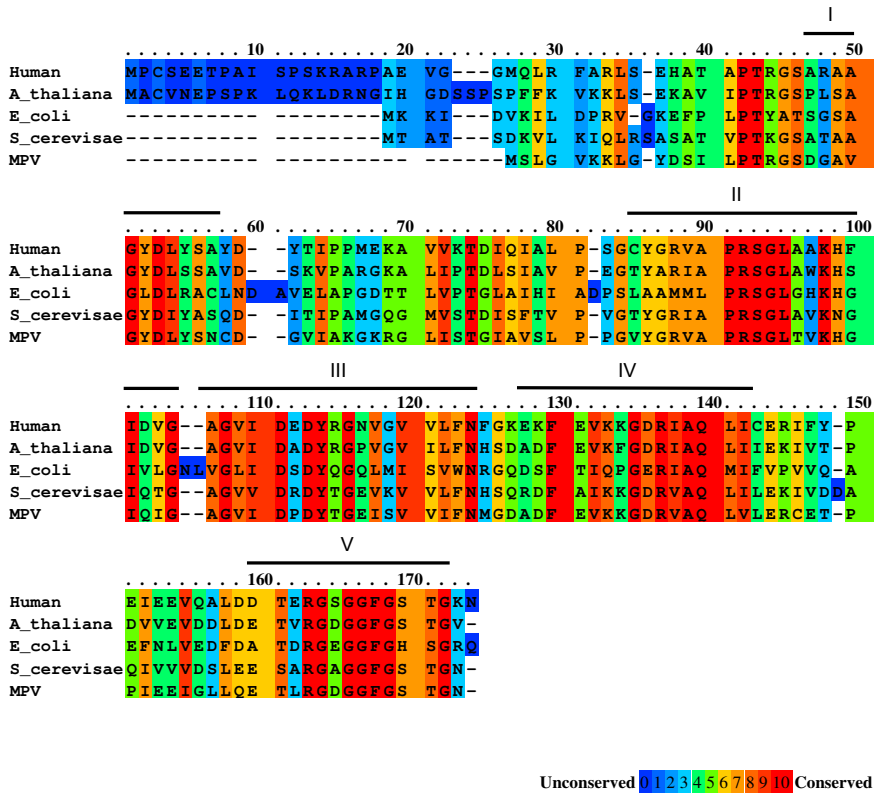 I
. . . . . . . . . 10 . . . . . . . . . 20 . . . . . . . . . 30 . . . . . . . . . 40 . . . . . . . . . 50
Human MPCSEETPAI SPSKRARPAE VG---GMQLR FARLS-EHAT APTRGSARAA
A_thaliana MACVNEPSPK LQKLDRNGIH GDSSPSPFFK VKKLS-EKAV IPTRGSPLSA
E_coli ---------- --------MK KI---DVKIL DPRV-GKEFP LPTYATSGSA
S_cerevisae ---------- --------MT AT---SDKVL KIQLRSASAT VPTKGSATAA
MPV ---------- ---------- ------MSLG VKKLG-YDSI LPTRGSDGAV
II
. . . . . . . . . 60 . . . . . . . . . 70 . . . . . . . . . 80 . . . . . . . . . 90 . . . . . . . . . 100
Human GYDLYSAYD- -YTIPPMEKA VVKTDIQIAL P-SGCYGRVA PRSGLAAKHF
A_thaliana GYDLSSAVD- -SKVPARGKA LIPTDLSIAV P-EGTYARIA PRSGLAWKHS
E_coli GLDLRACLND AVELAPGDTT LVPTGLAIHI ADPSLAAMML PRSGLGHKHG
S_cerevisae GYDIYASQD- -ITIPAMGQG MVSTDISFTV P-VGTYGRIA PRSGLAVKNG
MPV GYDLYSNCD- -GVIAKGKRG LISTGIAVSL P-PGVYGRVA PRSGLTVKHG
III IV
. . . . . . . . . 110 . . . . . . . . . 120 . . . . . . . . . 130 . . . . . . . . . 140 . . . . . . . . . 150
Human IDVG--AGVI DEDYRGNVGV VLFNFGKEKF EVKKGDRIAQ LICERIFY-P
A_thaliana IDVG--AGVI DADYRGPVGV ILFNHSDADF EVKFGDRIAQ LIIEKIVT-P
E_coli IVLGNLVGLI DSDYQGQLMI SVWNRGQDSF TIQPGERIAQ MIFVPVVQ-A
S_cerevisae IQTG--AGVV DRDYTGEVKV VLFNHSQRDF AIKKGDRVAQ LILEKIVDDA
MPV IQIG--AGVI DPDYTGEISV VIFNMGDADF EVKKGDRVAQ LVLERCET-P
V
. . . . . . . . . 160 . . . . . . . . . 170 . . . .
Human EIEEVQALDD TERGSGGFGS TGKN
A_thaliana DVVEVDDLDE TVRGDGGFGS TGV-
E_coli EFNLVEDFDA TDRGEGGFGH SGRQ
S_cerevisae QIVVVDSLEE SARGAGGFGS TGN-
MPV PIEEIGLLQE TLRGDGGFGS TGN-
Unconserved 0 1 2 3 4 5 6 7 8 9 10 Conserved